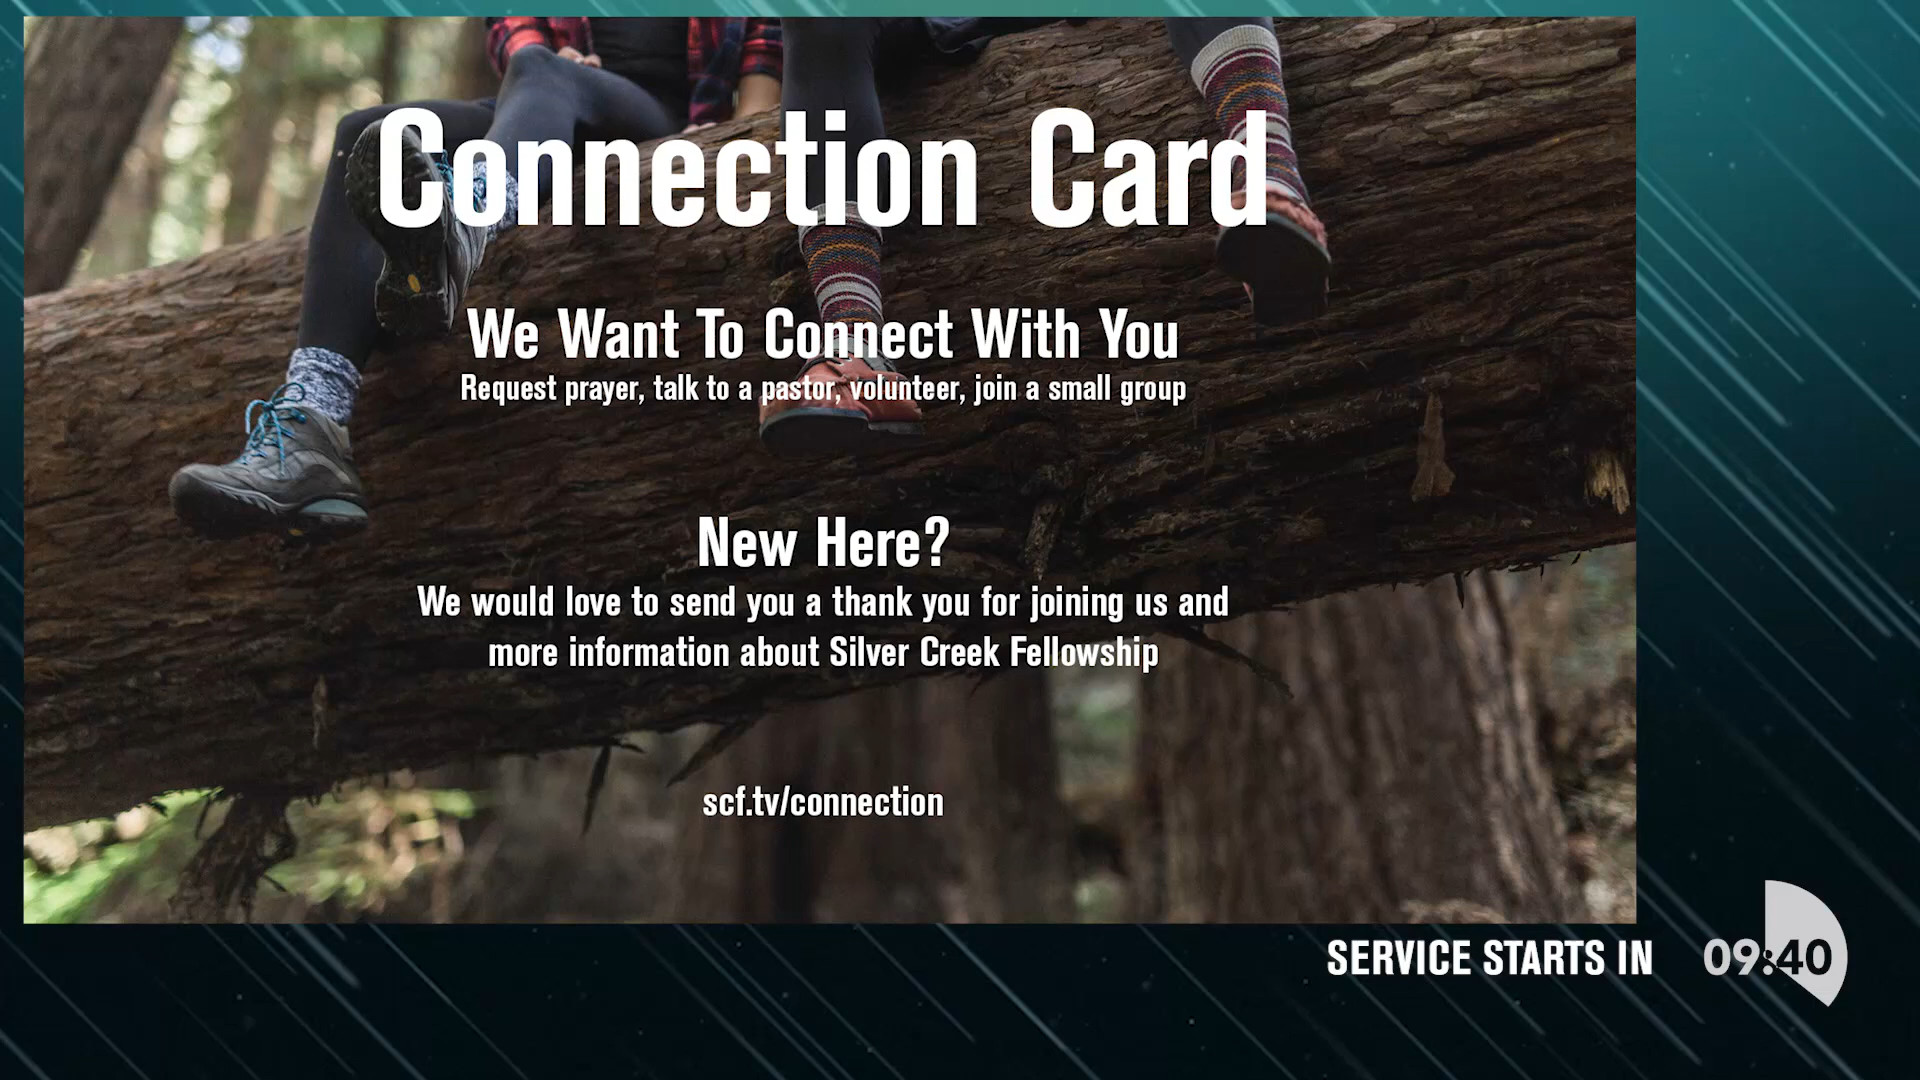 Connection Card
We Want To Connect With You
Request prayer, talk to a pastor, volunteer, join a small group
New Here?
We would love to send you a thank you for joining us and
more information about Silver Creek Fellowship
scf.tv/connection
SERVICE STARTS IN 09:40